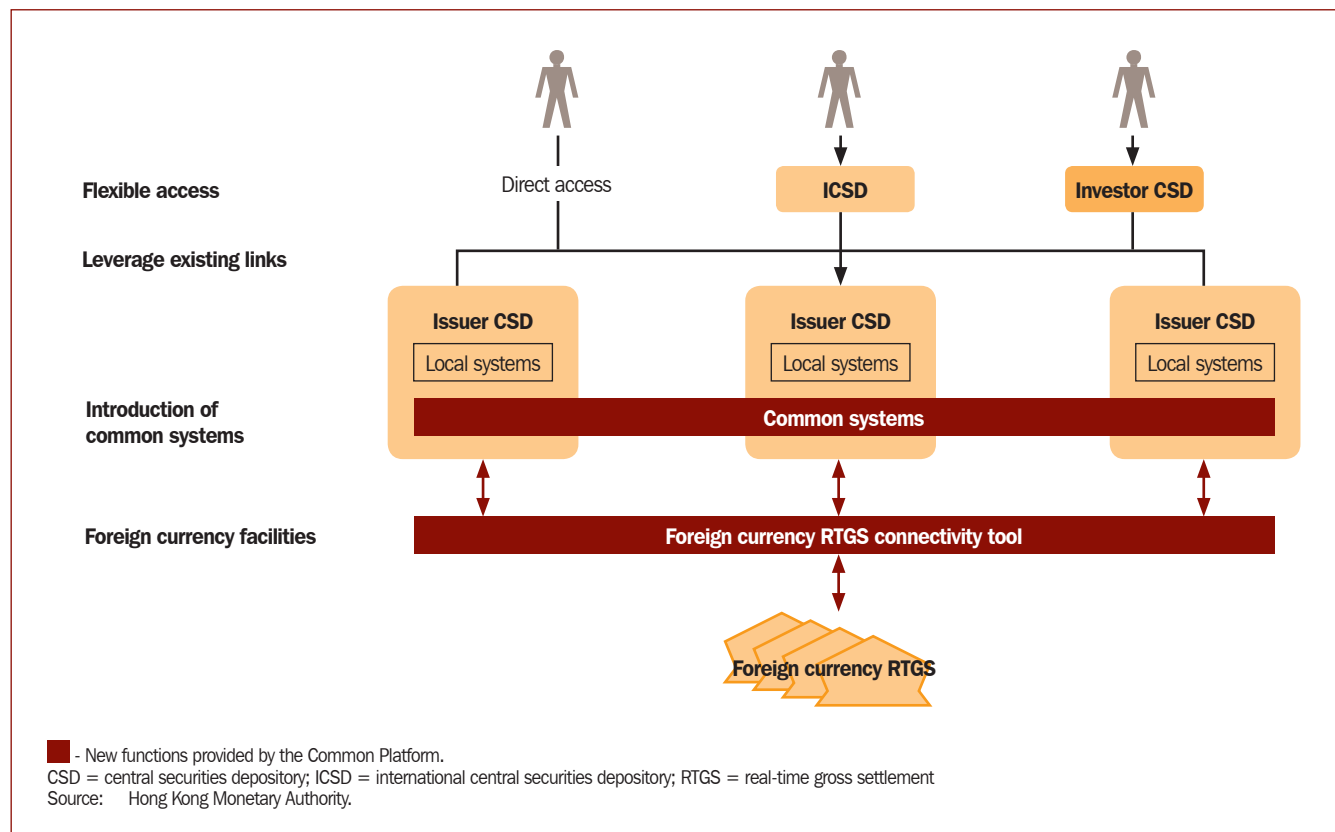 Flexible access
Direct access
ICSD
Investor CSD
Leverage existing links
Issuer CSD
Issuer CSD
Issuer CSD
Local systems
Local systems
Local systems
Introduction of
common systems
Common systems
Foreign currency facilities
Foreign currency RTGS connectivity tool
Foreign currency RTGS
- New functions provided by the Common Platform.
CSD = central securities depository; ICSD = international central securities depository; RTGS = real-time gross settlement
Source: Hong Kong Monetary Authority.